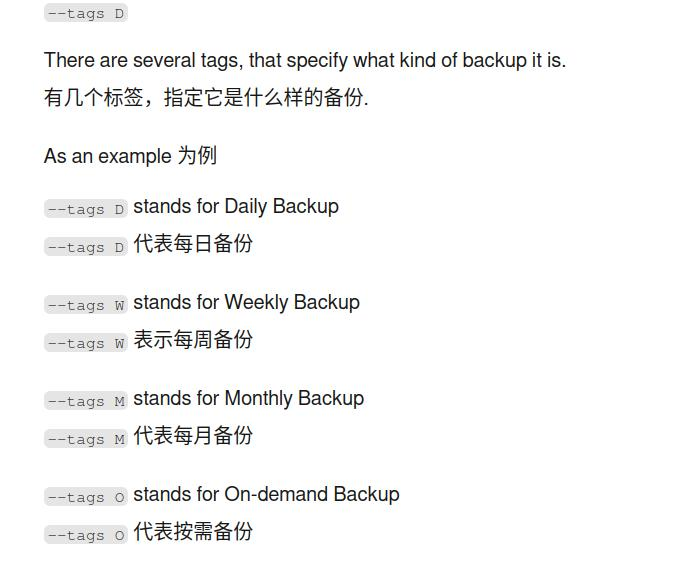 --tags D
There are several tags, that specify what kind of backup it is.
有几个标签，指定它是什么样的备份.
As an example 为例
--tags D stands for Daily Backup
--tags D 代表每日备份
--tags W stands for Weekly Backup
--tags W 表示每周备份
--tags M stands for Monthly Backup
--tags M 代表每月备份
--tags O stands for On-demand Backup
--tags O 代表按需备份